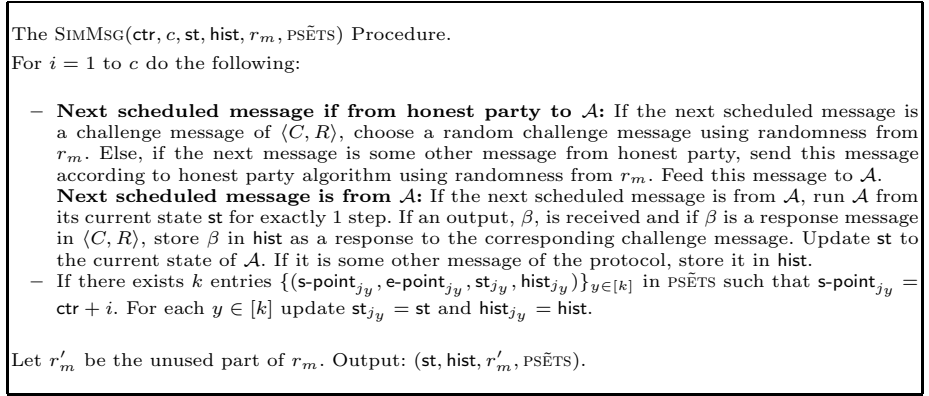 The SimMsg(ctr, c, st, hist, r_m, psẽts) Procedure.
For i = 1 to c do the following:
– Next scheduled message if from honest party to 𝒜: If the next scheduled message is
a challenge message of ⟨C, R⟩, choose a random challenge message using randomness from
r_m. Else, if the next message is some other message from honest party, send this message
according to honest party algorithm using randomness from r_m. Feed this message to 𝒜.
Next scheduled message is from 𝒜: If the next scheduled message is from 𝒜, run 𝒜 from
its current state st for exactly 1 step. If an output, β, is received and if β is a response message
in ⟨C, R⟩, store β in hist as a response to the corresponding challenge message. Update st to
the current state of 𝒜. If it is some other message of the protocol, store it in hist.
– If there exists k entries {(s-point_{j_y}, e-point_{j_y}, st_{j_y}, hist_{j_y})}_{y∈[k]} in psẽts such that s-point_{j_y} =
ctr + i. For each y ∈ [k] update st_{j_y} = st and hist_{j_y} = hist.
Let r′_m be the unused part of r_m. Output: (st, hist, r′_m, psẽts).